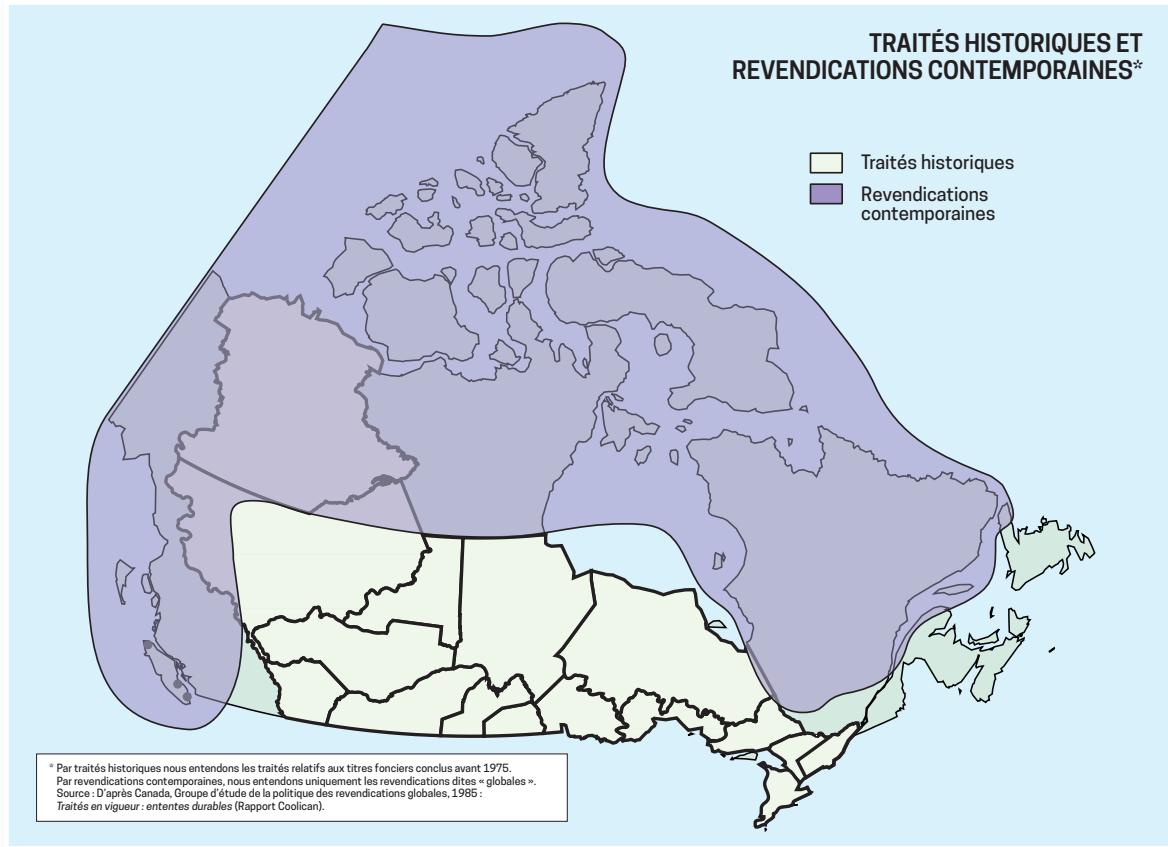 TRAITÉS HISTORIQUES ET
REVENDICATIONS CONTEMPORAINES*
Traités historiques
Revendications
contemporaines
* Par traités historiques nous entendons les traités relatifs aux titres fonciers conclus avant 1975.
Par revendications contemporaines, nous entendons uniquement les revendications dites « globales ».
Source : D'après Canada, Groupe d'étude de la politique des revendications globales, 1985 :
Traités en vigueur : ententes durables (Rapport Coolican).